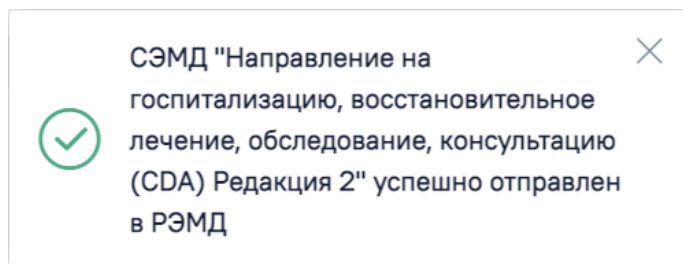 СЭМД "Направление на
госпитализацию, восстановительное
лечение, обследование, консультацию
(CDA) Редакция 2" успешно отправлен
в РЭМД